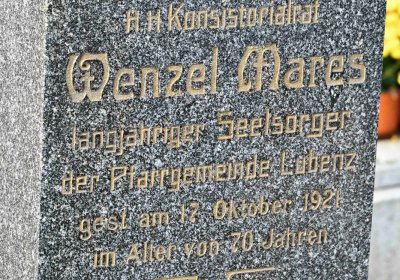 H.H Konsistorialrat
Wenzel Mares
langjähriger Seelsorger
der Pfarrgemeinde Lubenz
gest am 17. Oktober 1921
im Alter von 70 Jahren